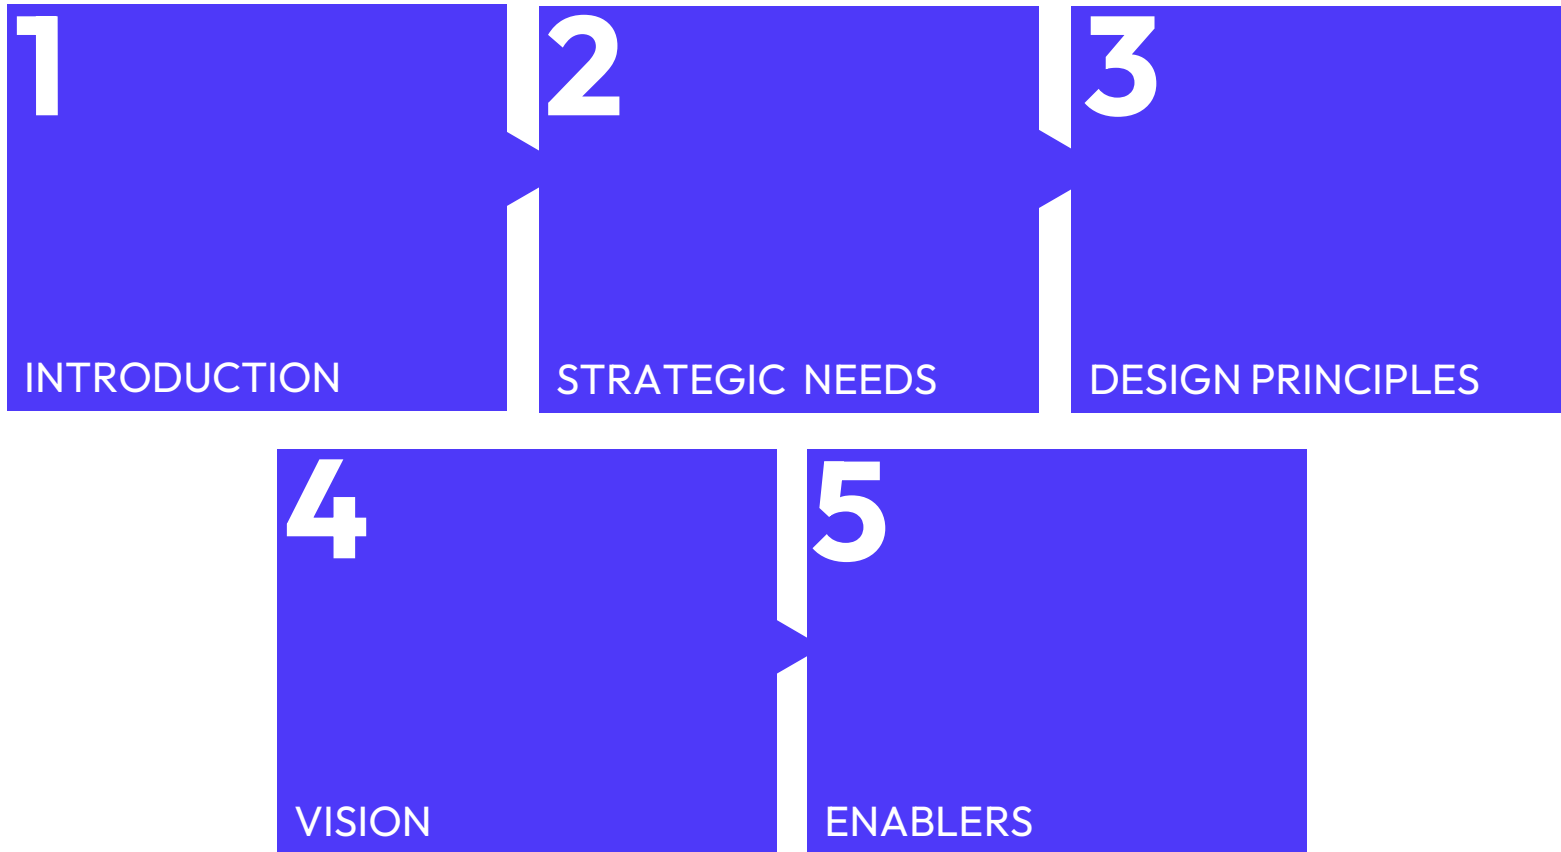 1
INTRODUCTION
2
STRATEGIC NEEDS
3
DESIGN PRINCIPLES
4
VISION
5
ENABLERS